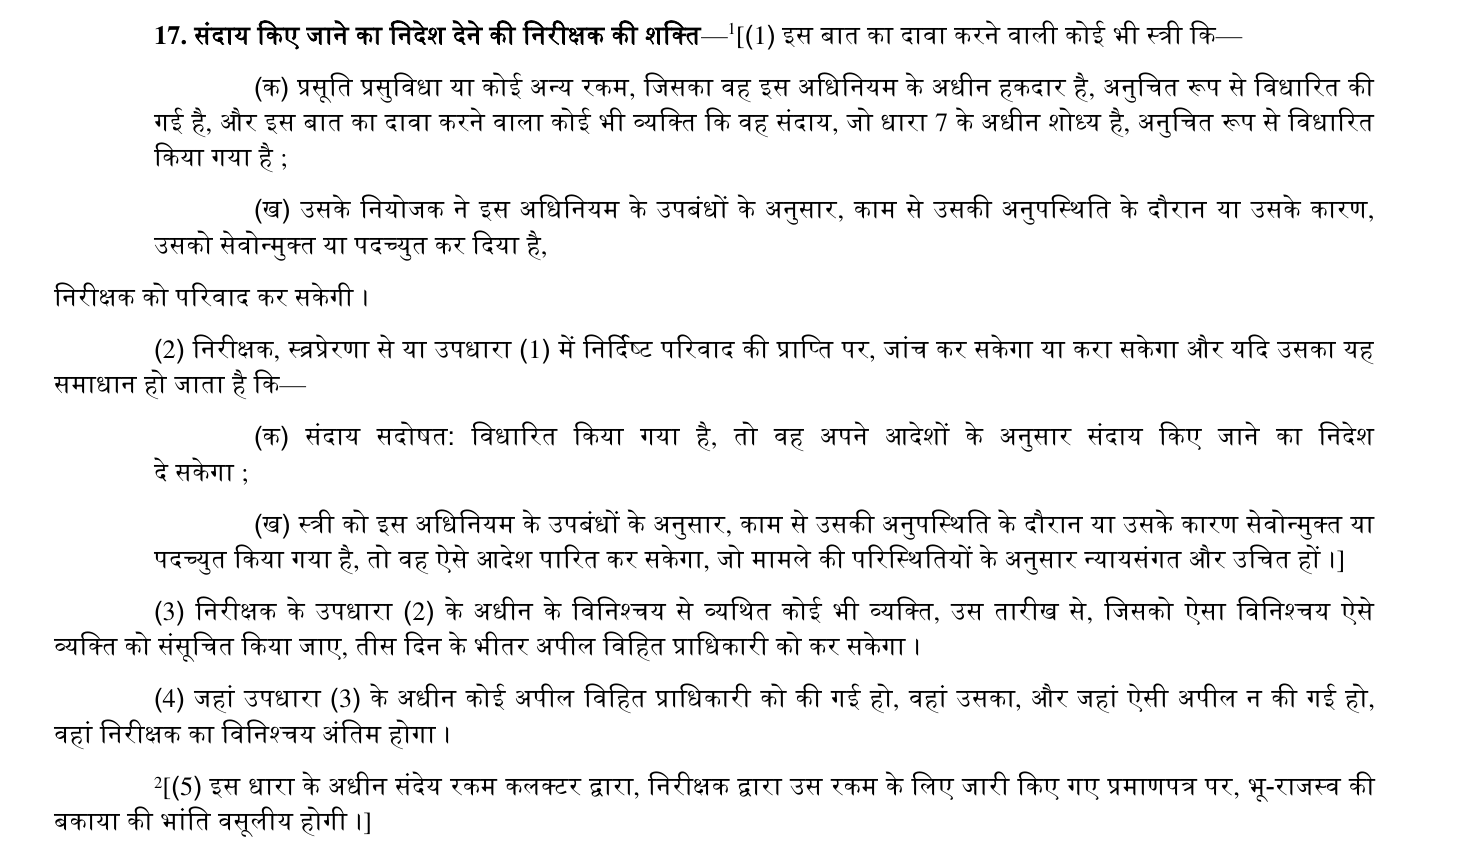 17. संदाय किए जाने का निदेश देने की निरीक्षक की शक्ति—1[(1) इस बात का दावा करने वाली कोई भी स्त्री कि—
(क) प्रसूति प्रसुविधा या कोई अन्य रकम, जिसका वह इस अधिनियम के अधीन हकदार है, अनुचित रूप से विधारित की
गई है, और इस बात का दावा करने वाला कोई भी व्यक्ति कि वह संदाय, जो धारा 7 के अधीन शोध्य है, अनुचित रूप से विधारित
किया गया है ;
(ख) उसके नियोजक ने इस अधिनियम के उपबंधों के अनुसार, काम से उसकी अनुपस्थिति के दौरान या उसके कारण,
उसको सेवोन्मुक्त या पदच्युत कर दिया है,
निरीक्षक को परिवाद कर सकेगी ।
(2) निरीक्षक, स्वप्रेरणा से या उपधारा (1) में निर्दिष्ट परिवाद की प्राप्ति पर, जांच कर सकेगा या करा सकेगा और यदि उसका यह
समाधान हो जाता है कि—
(क) संदाय सदोषत: विधारित किया गया है, तो वह अपने आदेशों के अनुसार संदाय किए जाने का निदेश
दे सकेगा ;
(ख) स्त्री को इस अधिनियम के उपबंधों के अनुसार, काम से उसकी अनुपस्थिति के दौरान या उसके कारण सेवोन्मुक्त या
पदच्युत किया गया है, तो वह ऐसे आदेश पारित कर सकेगा, जो मामले की परिस्थितियों के अनुसार न्यायसंगत और उचित हों ।]
(3) निरीक्षक के उपधारा (2) के अधीन के विनिश्चय से व्यथित कोई भी व्यक्ति, उस तारीख से, जिसको ऐसा विनिश्चय ऐसे
व्यक्ति को संसूचित किया जाए, तीस दिन के भीतर अपील विहित प्राधिकारी को कर सकेगा ।
(4) जहां उपधारा (3) के अधीन कोई अपील विहित प्राधिकारी को की गई हो, वहां उसका, और जहां ऐसी अपील न की गई हो,
वहां निरीक्षक का विनिश्चय अंतिम होगा ।
2[(5) इस धारा के अधीन संदेय रकम कलक्टर द्वारा, निरीक्षक द्वारा उस रकम के लिए जारी किए गए प्रमाणपत्र पर, भू-राजस्व की
बकाया की भांति वसूलीय होगी ।]